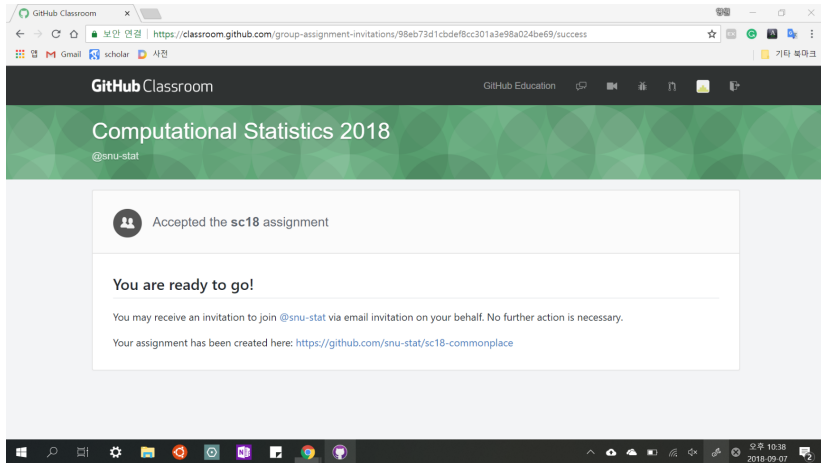 GitHub Classroom
보안 연결 | https://classroom.github.com/group-assignment-invitations/98eb73d1cbdef8cc301a3e98a024be69/success
앱 Gmail scholar 사전 기타 북마크
GitHub Classroom GitHub Education
Computational Statistics 2018
@snu-stat
Accepted the sc18 assignment
You are ready to go!
You may receive an invitation to join @snu-stat via email invitation on your behalf. No further action is necessary.
Your assignment has been created here: https://github.com/snu-stat/sc18-commonplace
오후 10:38
2018-09-07